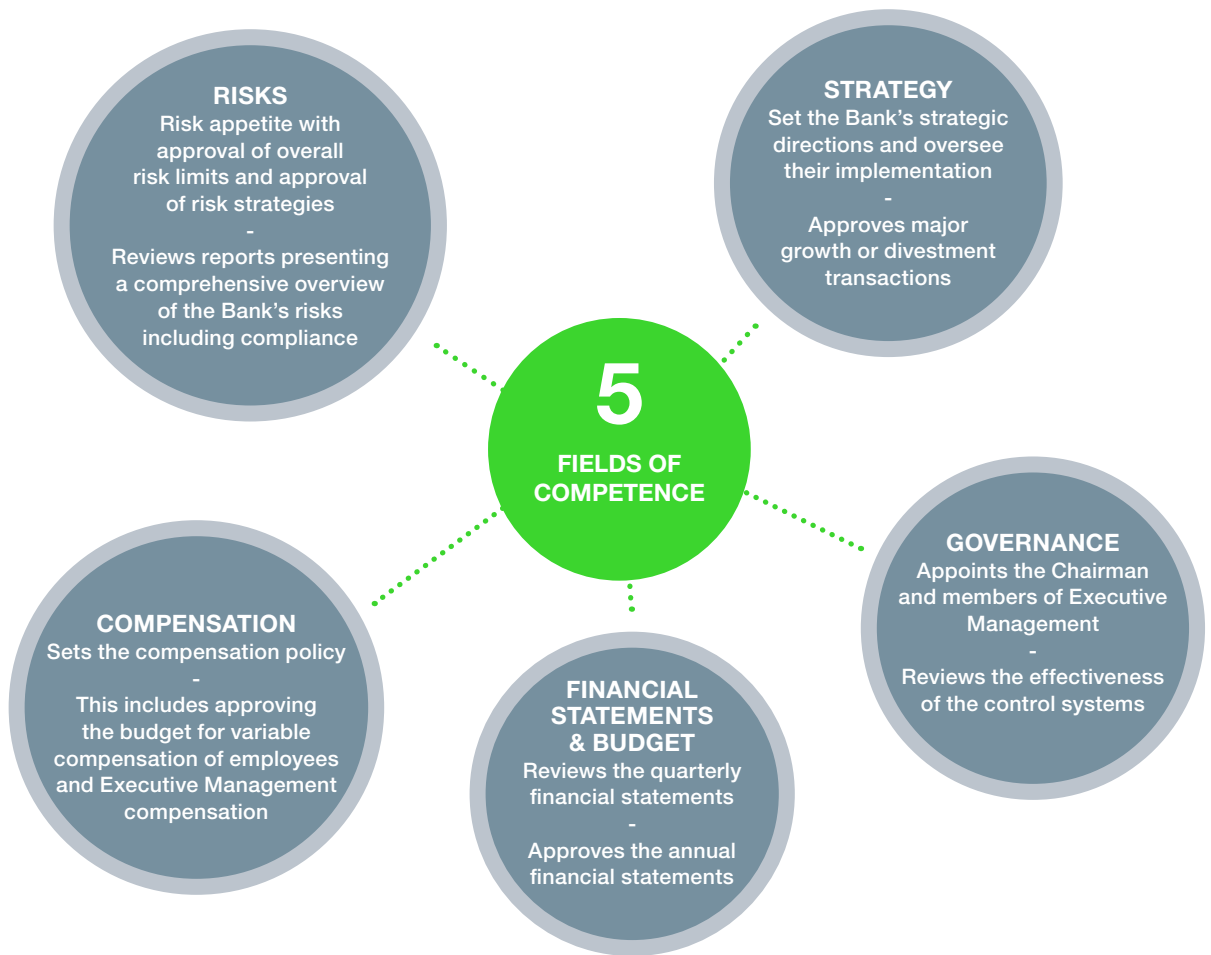 RISKS
Risk appetite with
approval of overall
risk limits and approval
of risk strategies
-
Reviews reports presenting
a comprehensive overview
of the Bank's risks
including compliance
STRATEGY
Set the Bank's strategic
directions and oversee
their implementation
-
Approves major
growth or divestment
transactions
5
FIELDS OF
COMPETENCE
GOVERNANCE
Appoints the Chairman
and members of Executive
Management
-
Reviews the effectiveness
of the control systems
COMPENSATION
Sets the compensation policy
-
This includes approving
the budget for variable
compensation of employees
and Executive Management
compensation
FINANCIAL
STATEMENTS
& BUDGET
Reviews the quarterly
financial statements
-
Approves the annual
financial statements